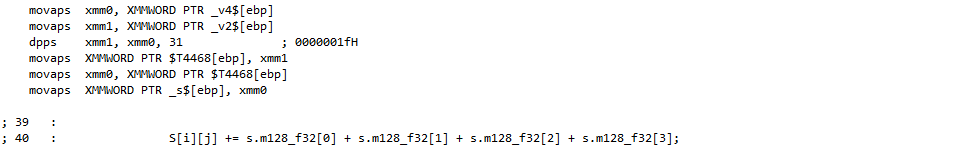 movaps xmm0, XMMWORD PTR _v4$[ebp]
movaps xmm1, XMMWORD PTR _v2$[ebp]
dpps xmm1, xmm0, 31 ; 0000001fH
movaps XMMWORD PTR $T4468[ebp], xmm1
movaps xmm0, XMMWORD PTR $T4468[ebp]
movaps XMMWORD PTR _s$[ebp], xmm0
; 39 :
; 40 : S[i][j] += s.m128_f32[0] + s.m128_f32[1] + s.m128_f32[2] + s.m128_f32[3];